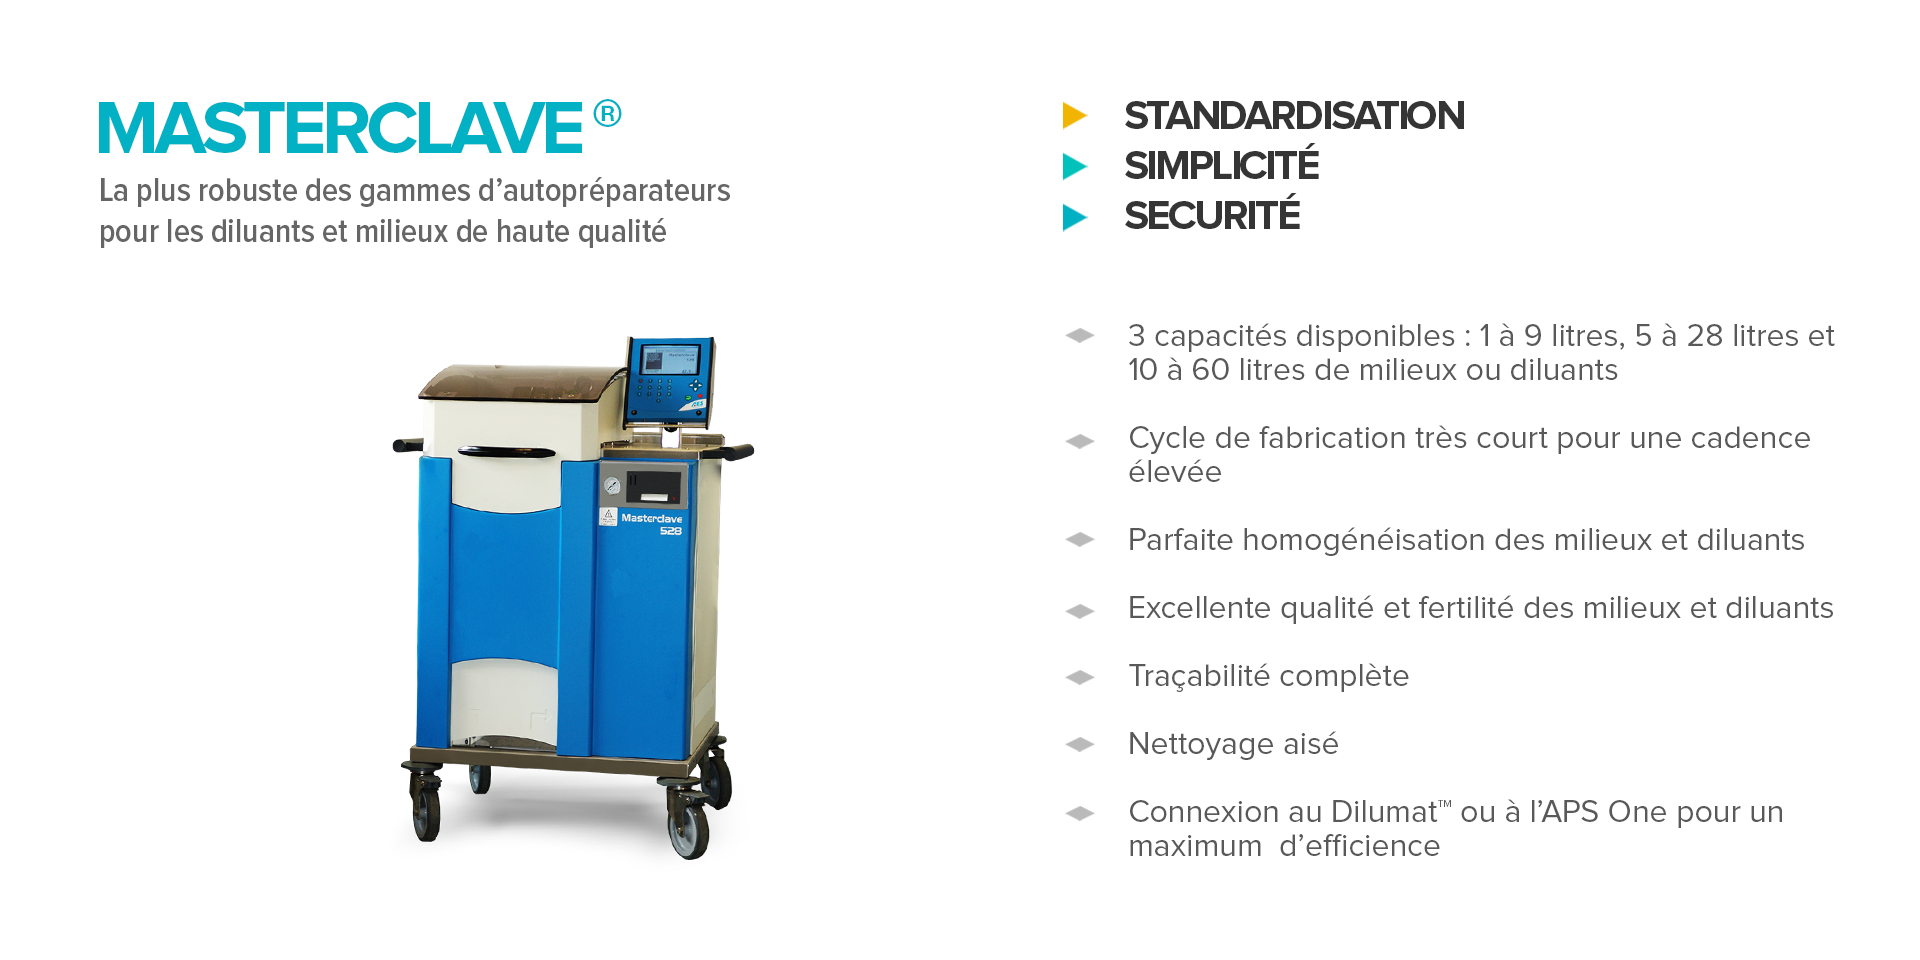 MASTERCLAVE ®
La plus robuste des gammes d’autopréparateurs
pour les diluants et milieux de haute qualité
Masterclave
528
AES
STANDARDISATION
SIMPLICITÉ
SECURITÉ
3 capacités disponibles : 1 à 9 litres, 5 à 28 litres et
10 à 60 litres de milieux ou diluants
Cycle de fabrication très court pour une cadence
élevée
Parfaite homogénéisation des milieux et diluants
Excellente qualité et fertilité des milieux et diluants
Traçabilité complète
Nettoyage aisé
Connexion au Dilumat™ ou à l’APS One pour un
maximum  d’efficience